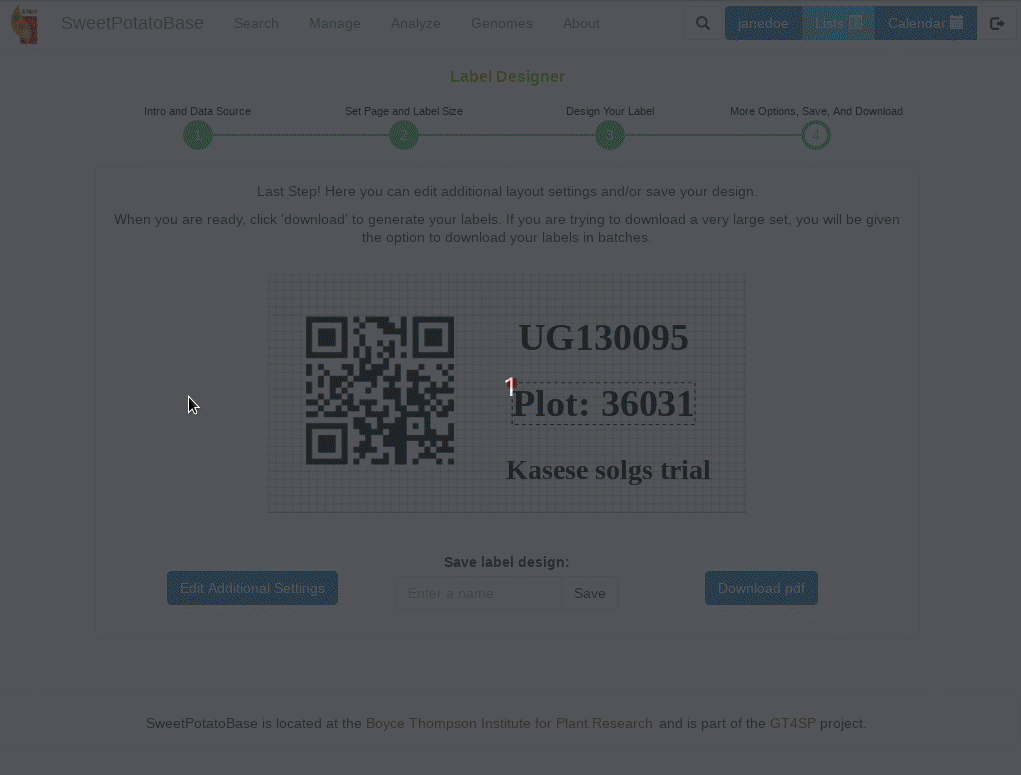 SweetPotatoBase Search Manage Analyze Genomes About janedoe Lists Calendar
Label Designer
Intro and Data Source Set Page and Label Size Design Your Label More Options, Save, And Download
1 2 3 4
Last Step! Here you can edit additional layout settings and/or save your design.
When you are ready, click 'download' to generate your labels. If you are trying to download a very large set, you will be given
the option to download your labels in batches.
UG130095
1
Plot: 36031
Kasese solgs trial
Save label design:
Edit Additional Settings Enter a name Save Download pdf
SweetPotatoBase is located at the Boyce Thompson Institute for Plant Research and is part of the GT4SP project.